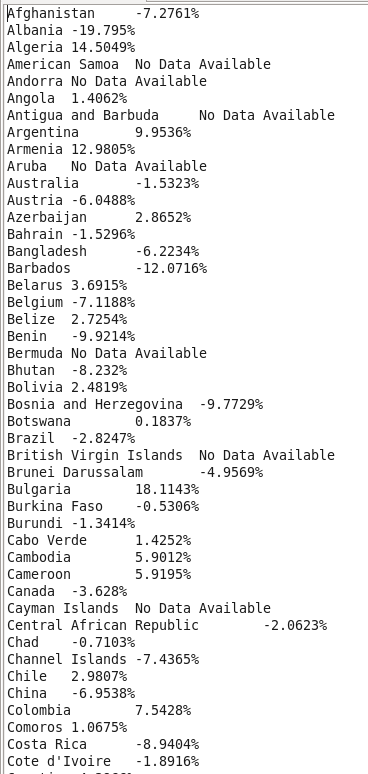 Afghanistan -7.2761%
Albania -19.795%
Algeria 14.5049%
American Samoa No Data Available
Andorra No Data Available
Angola 1.4062%
Antigua and Barbuda No Data Available
Argentina 9.9536%
Armenia 12.9805%
Aruba No Data Available
Australia -1.5323%
Austria -6.0488%
Azerbaijan 2.8652%
Bahrain -1.5296%
Bangladesh -6.2234%
Barbados -12.0716%
Belarus 3.6915%
Belgium -7.1188%
Belize 2.7254%
Benin -9.9214%
Bermuda No Data Available
Bhutan -8.232%
Bolivia 2.4819%
Bosnia and Herzegovina -9.7729%
Botswana 0.1837%
Brazil -2.8247%
British Virgin Islands No Data Available
Brunei Darussalam -4.9569%
Bulgaria 18.1143%
Burkina Faso -0.5306%
Burundi -1.3414%
Cabo Verde 1.4252%
Cambodia 5.9012%
Cameroon 5.9195%
Canada -3.628%
Cayman Islands No Data Available
Central African Republic -2.0623%
Chad -0.7103%
Channel Islands -7.4365%
Chile 2.9807%
China -6.9538%
Colombia 7.5428%
Comoros 1.0675%
Costa Rica -8.9404%
Cote d'Ivoire -1.8916%